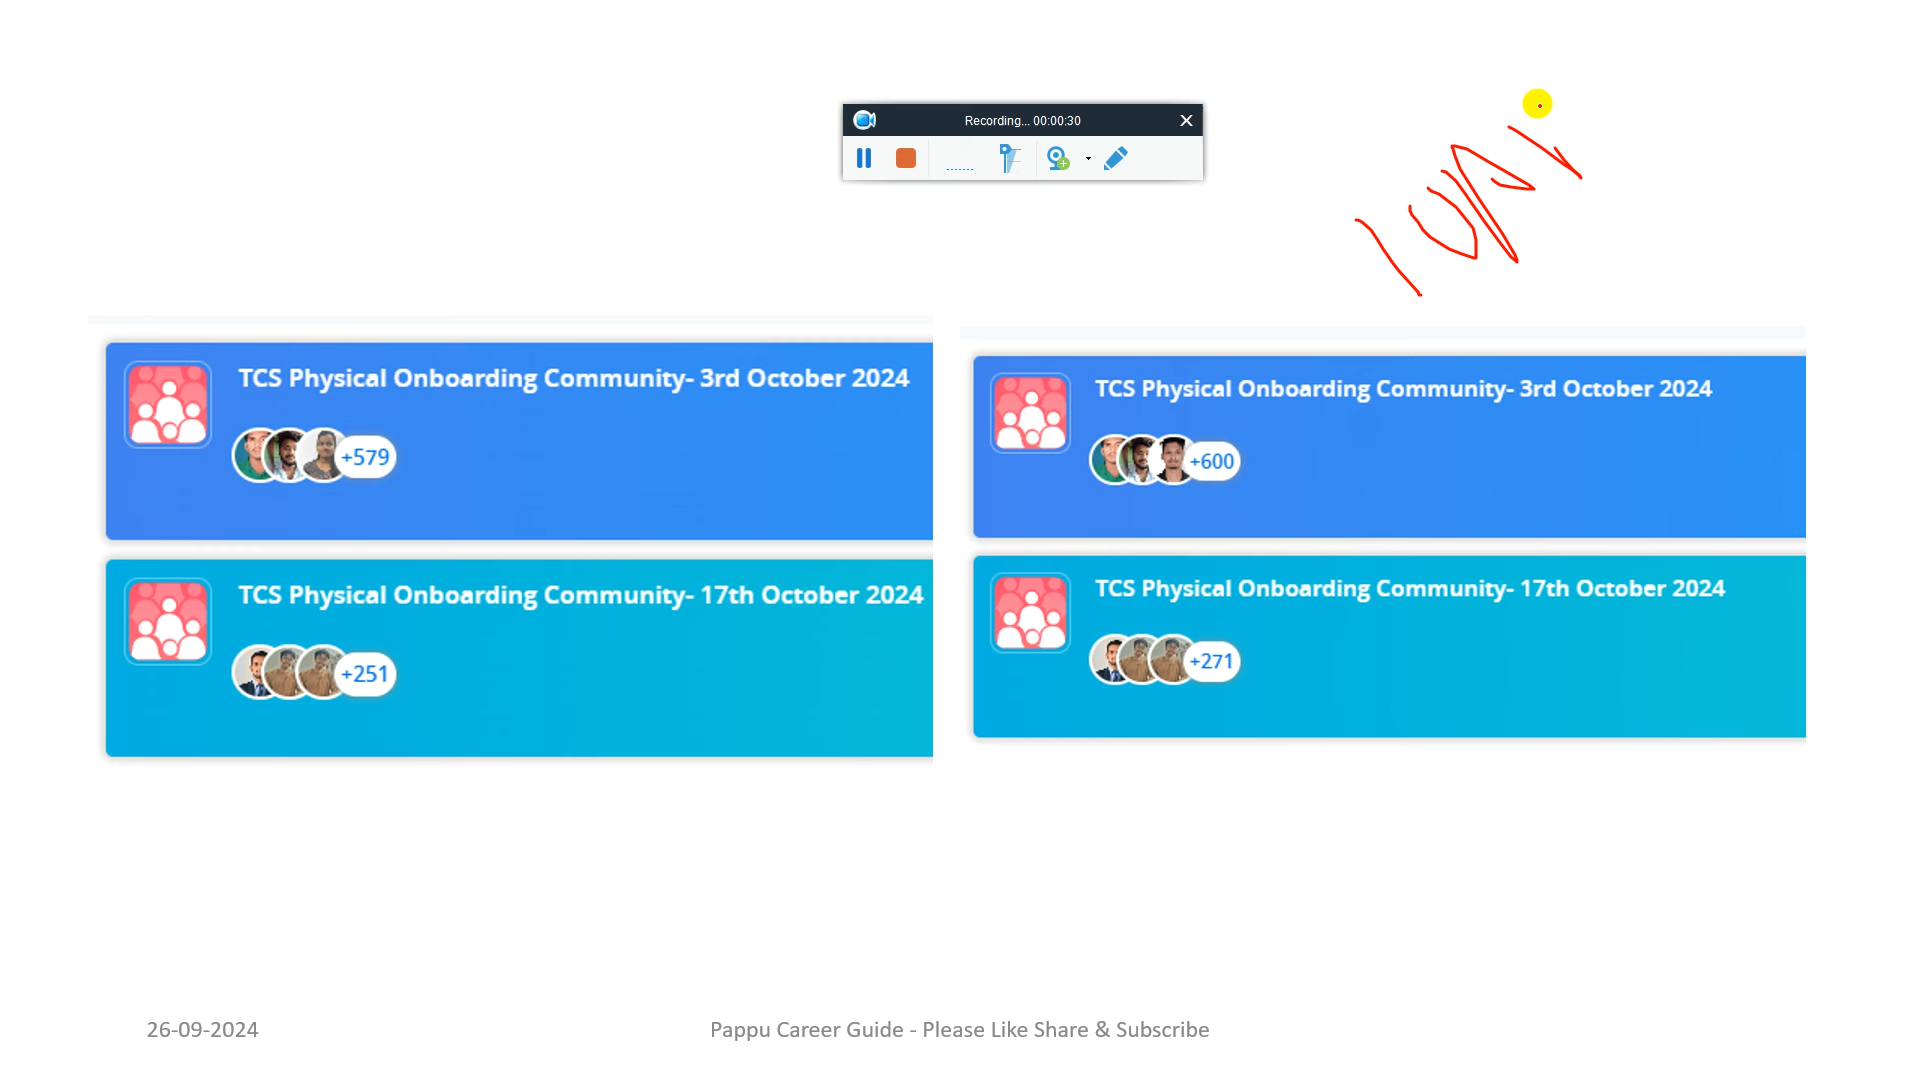 Recording... 00:00:30
TCS Physical Onboarding Community- 3rd October 2024
+579
TCS Physical Onboarding Community- 17th October 2024
+251
TCS Physical Onboarding Community- 3rd October 2024
+600
TCS Physical Onboarding Community- 17th October 2024
+271
26-09-2024
Pappu Career Guide - Please Like Share & Subscribe